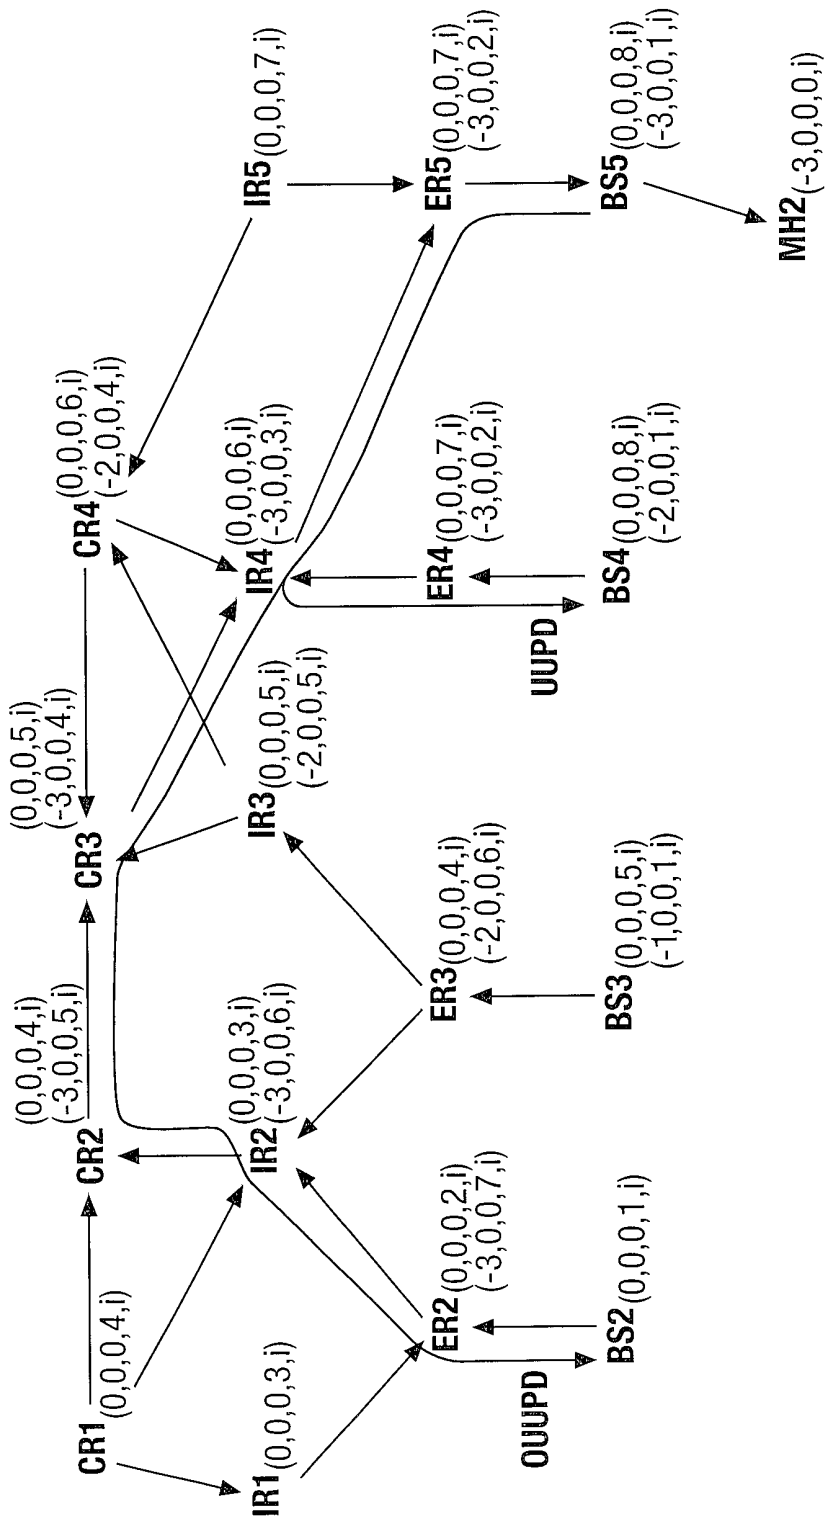 CR1 (0,0,0,4,i)
CR2 (0,0,0,4,i)
(-3,0,0,5,i)
CR3 (0,0,0,5,i)
(-3,0,0,4,i)
CR4 (0,0,0,6,i)
(-2,0,0,4,i)
IR1 (0,0,0,3,i)
IR2 (0,0,0,3,i)
(-3,0,0,6,i)
IR3 (0,0,0,5,i)
(-2,0,0,5,i)
IR4 (0,0,0,6,i)
(-3,0,0,3,i)
IR5 (0,0,0,7,i)
ER2 (0,0,0,2,i)
(-3,0,0,7,i)
ER3 (0,0,0,4,i)
(-2,0,0,6,i)
ER4 (0,0,0,7,i)
(-3,0,0,2,i)
ER5 (0,0,0,7,i)
(-3,0,0,2,i)
OUUPD
UUPD
BS2 (0,0,0,1,i)
BS3 (0,0,0,5,i)
(-1,0,0,1,i)
BS4 (0,0,0,8,i)
(-2,0,0,1,i)
BS5 (0,0,0,8,i)
(-3,0,0,1,i)
MH2 (-3,0,0,0,i)